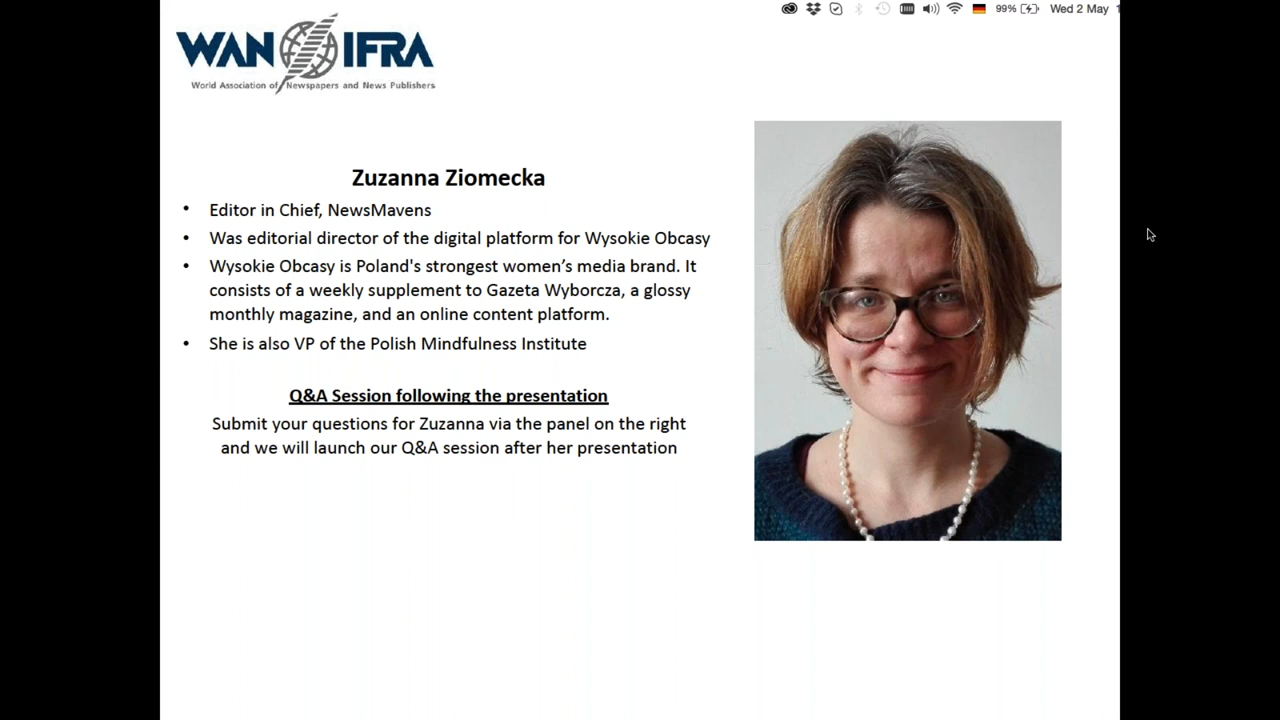 99% Wed 2 May 1
WAN IFRA
World Association of Newspapers and News Publishers
Zuzanna Ziomecka
• Editor in Chief, NewsMavens
• Was editorial director of the digital platform for Wysokie Obcasy
• Wysokie Obcasy is Poland's strongest women’s media brand. It
consists of a weekly supplement to Gazeta Wyborcza, a glossy
monthly magazine, and an online content platform.
• She is also VP of the Polish Mindfulness Institute
Q&A Session following the presentation
Submit your questions for Zuzanna via the panel on the right
and we will launch our Q&A session after her presentation